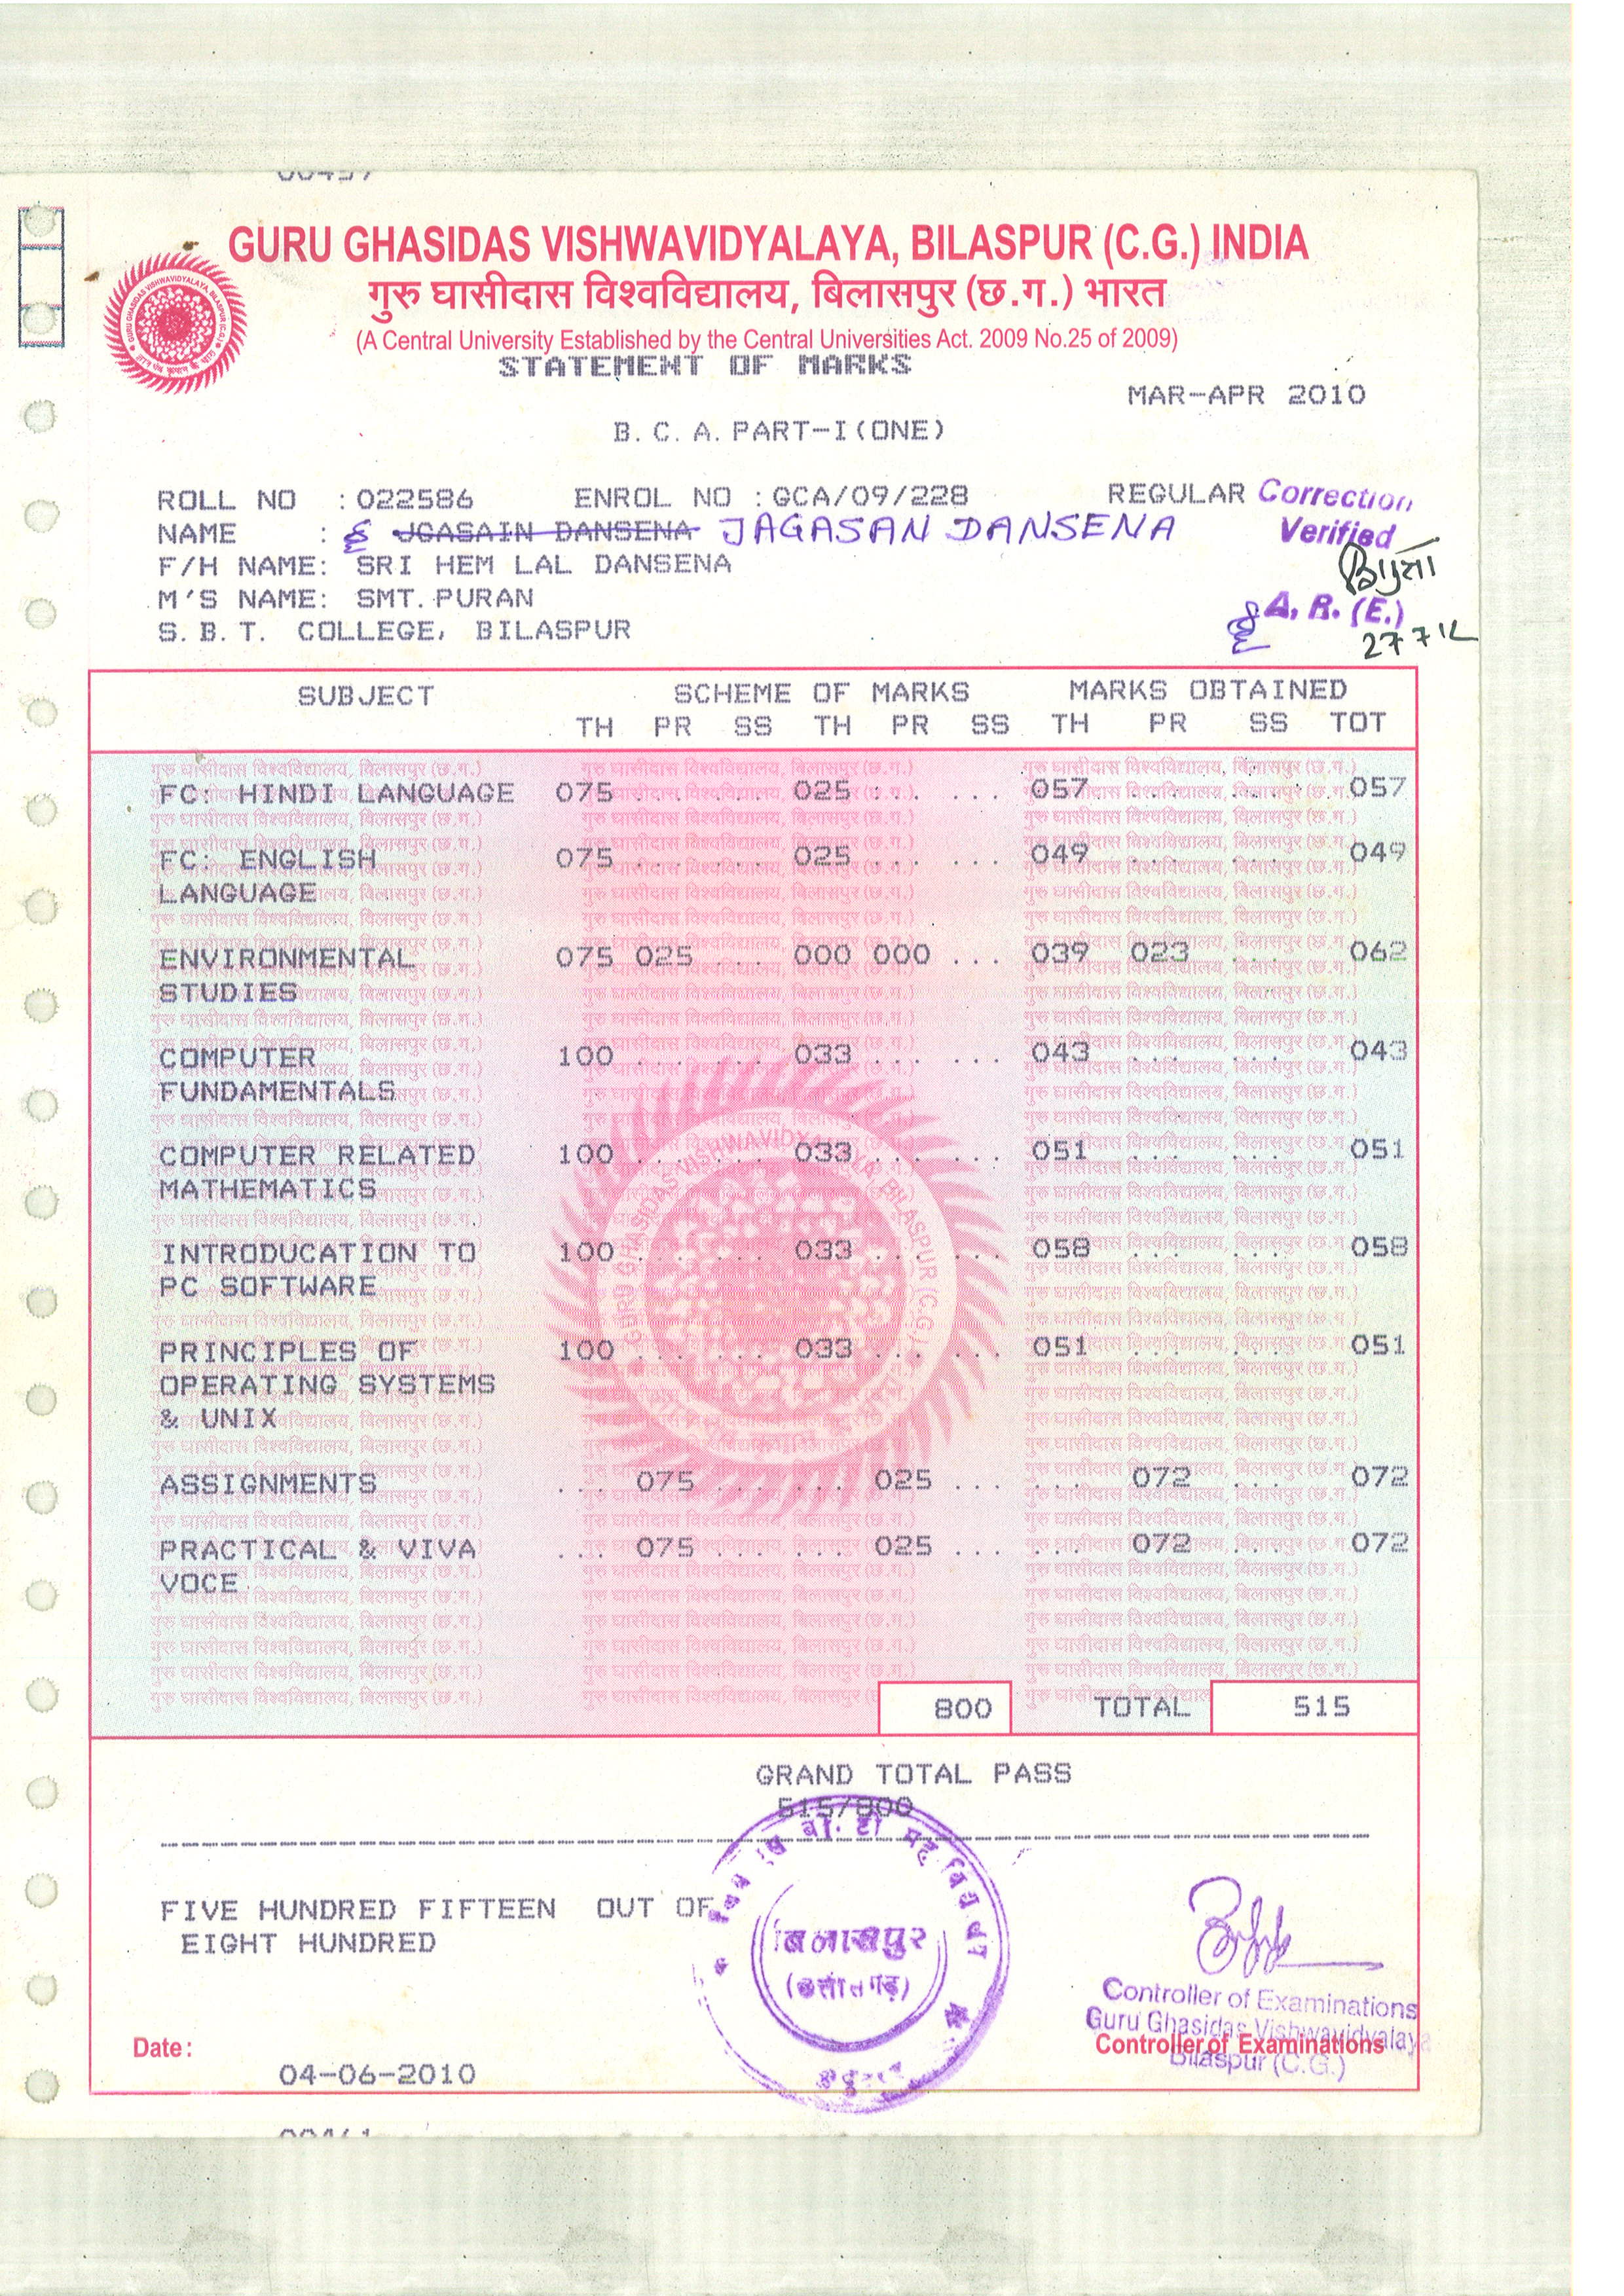 GURU GHASIDAS VISHWAVIDYALAYA, BILASPUR (C.G.) INDIA
गुरु घासीदास विश्वविद्यालय, बिलासपुर (छ.ग.) भारत
(A Central University Established by the Central Universities Act. 2009 No.25 of 2009)
STATEMENT OF MARKS
MAR-APR 2010
B.C.A. PART-I(ONE)
ROLL NO : 022586 ENROL NO : GCA/09/228 REGULAR Correction
NAME : JGASAIN DANSENA JAGASAN DANSENA Verified
F/H NAME: SRI HEM LAL DANSENA
M'S NAME: SMT. PURAN
A. R. (E.)
S.B.T. COLLEGE, BILASPUR
27 7 12
SUBJECT SCHEME OF MARKS MARKS OBTAINED
TH PR SS TH PR SS TH PR SS TOT
FC: HINDI LANGUAGE 075 ... ... 025 ... ... 057 ... ... 057
FC: ENGLISH 075 ... ... 025 ... ... 049 ... ... 049
LANGUAGE
ENVIRONMENTAL 075 025 ... 000 000 ... 039 023 ... 062
STUDIES
COMPUTER 100 ... ... 033 ... ... 043 ... ... 043
FUNDAMENTALS
COMPUTER RELATED 100 ... ... 033 ... ... 051 ... ... 051
MATHEMATICS
INTRODUCATION TO 100 ... ... 033 ... ... 058 ... ... 058
PC SOFTWARE
PRINCIPLES OF 100 ... ... 033 ... ... 051 ... ... 051
OPERATING SYSTEMS
& UNIX
ASSIGNMENTS ... 075 ... ... 025 ... ... 072 ... 072
PRACTICAL & VIVA ... 075 ... ... 025 ... ... 072 ... 072
VOCE
800 TOTAL 515
GRAND TOTAL PASS
515/800
FIVE HUNDRED FIFTEEN OUT OF
EIGHT HUNDRED
बिलासपुर
(छत्तीसगढ़)
Controller of Examinations
Guru Ghasidas Vishwavidyalaya
Bilaspur (C.G.)
Controller of Examinations
Date:
04-06-2010